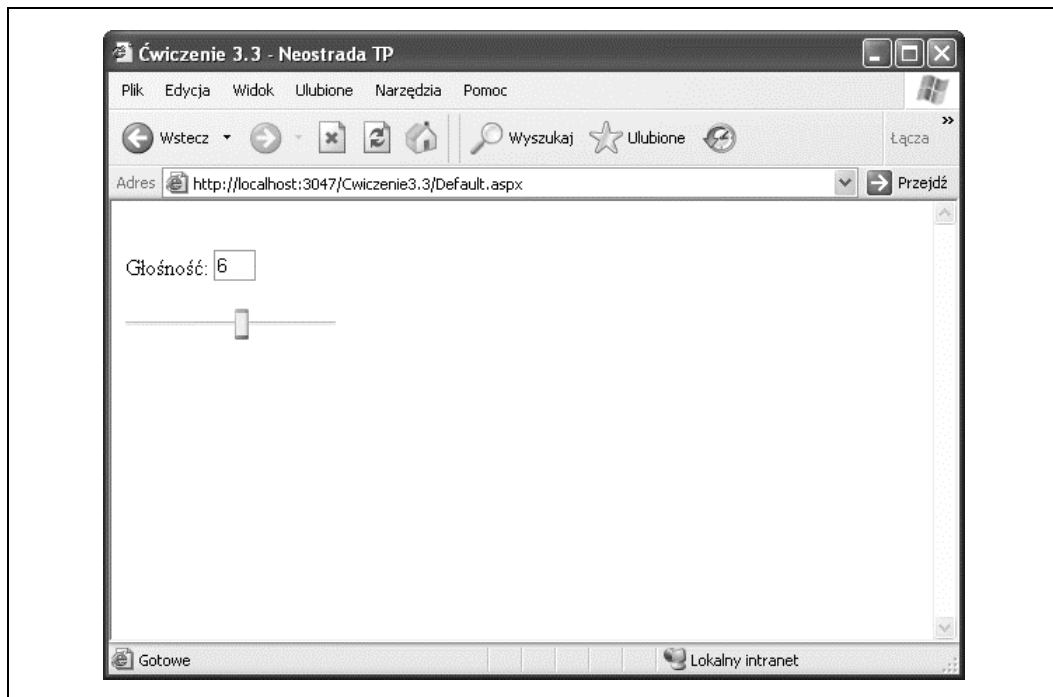 Ćwiczenie 3.3 - Neostrada TP
Plik Edycja Widok Ulubione Narzędzia Pomoc
Wstecz Wyszukaj Ulubione Łącza »
Adres http://localhost:3047/Cwiczenie3.3/Default.aspx Przejdź
Głośność: 6
Gotowe Lokalny intranet